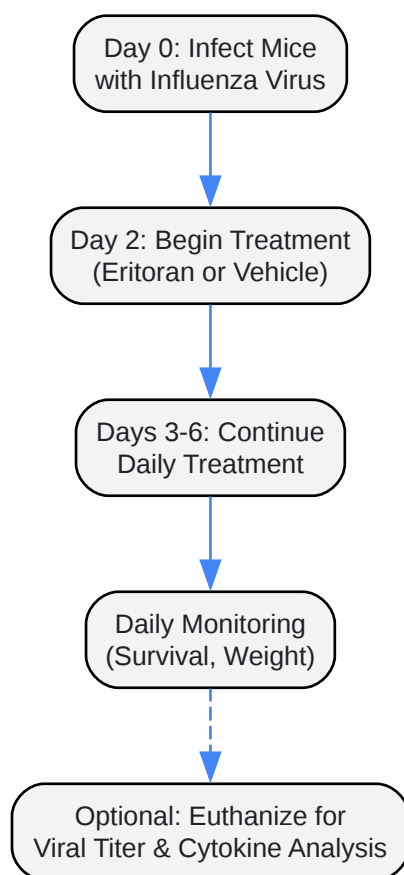 Day 0: Infect Mice
with Influenza Virus
Day 2: Begin Treatment
(Eritoran or Vehicle)
Days 3-6: Continue
Daily Treatment
Daily Monitoring
(Survival, Weight)
Optional: Euthanize for
Viral Titer & Cytokine Analysis